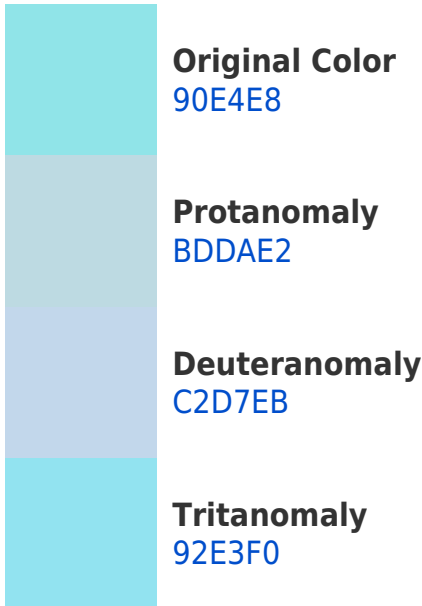 Original Color
90E4E8
Protanomaly
BDDAE2
Deuteranomaly
C2D7EB
Tritanomaly
92E3F0